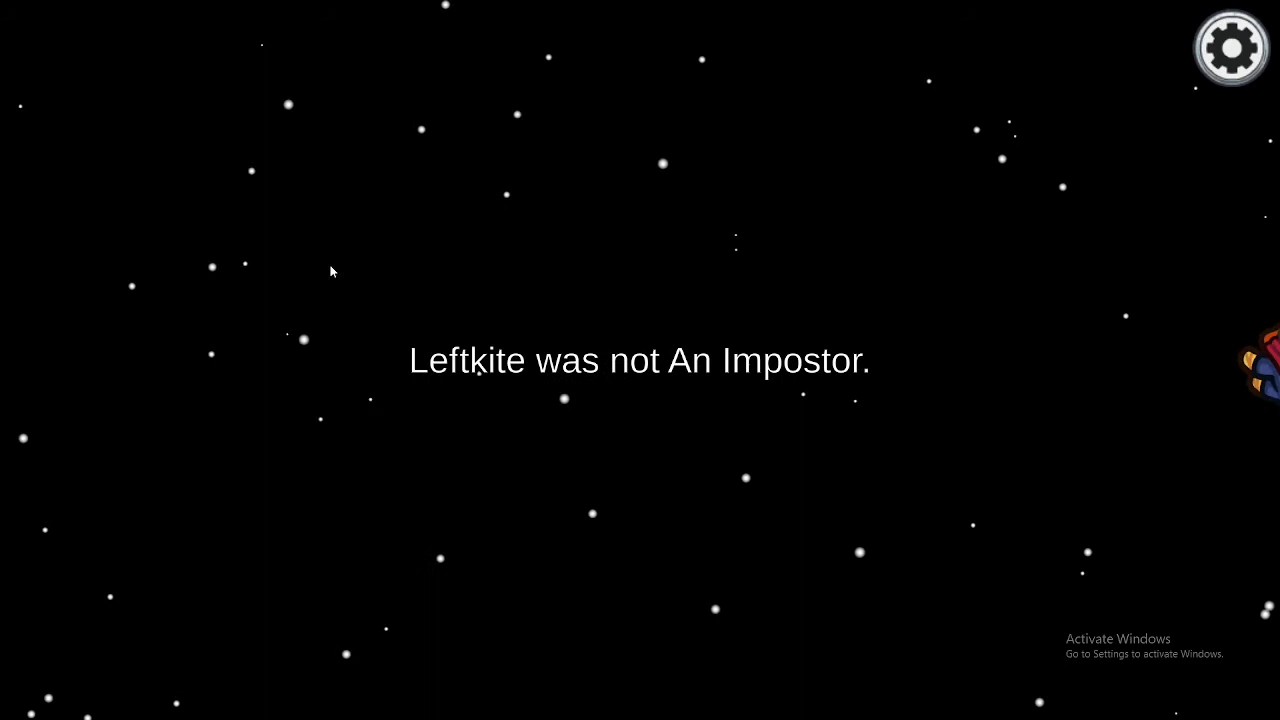 Leftkite was not An Impostor.
Activate Windows
Go to Settings to activate Windows.